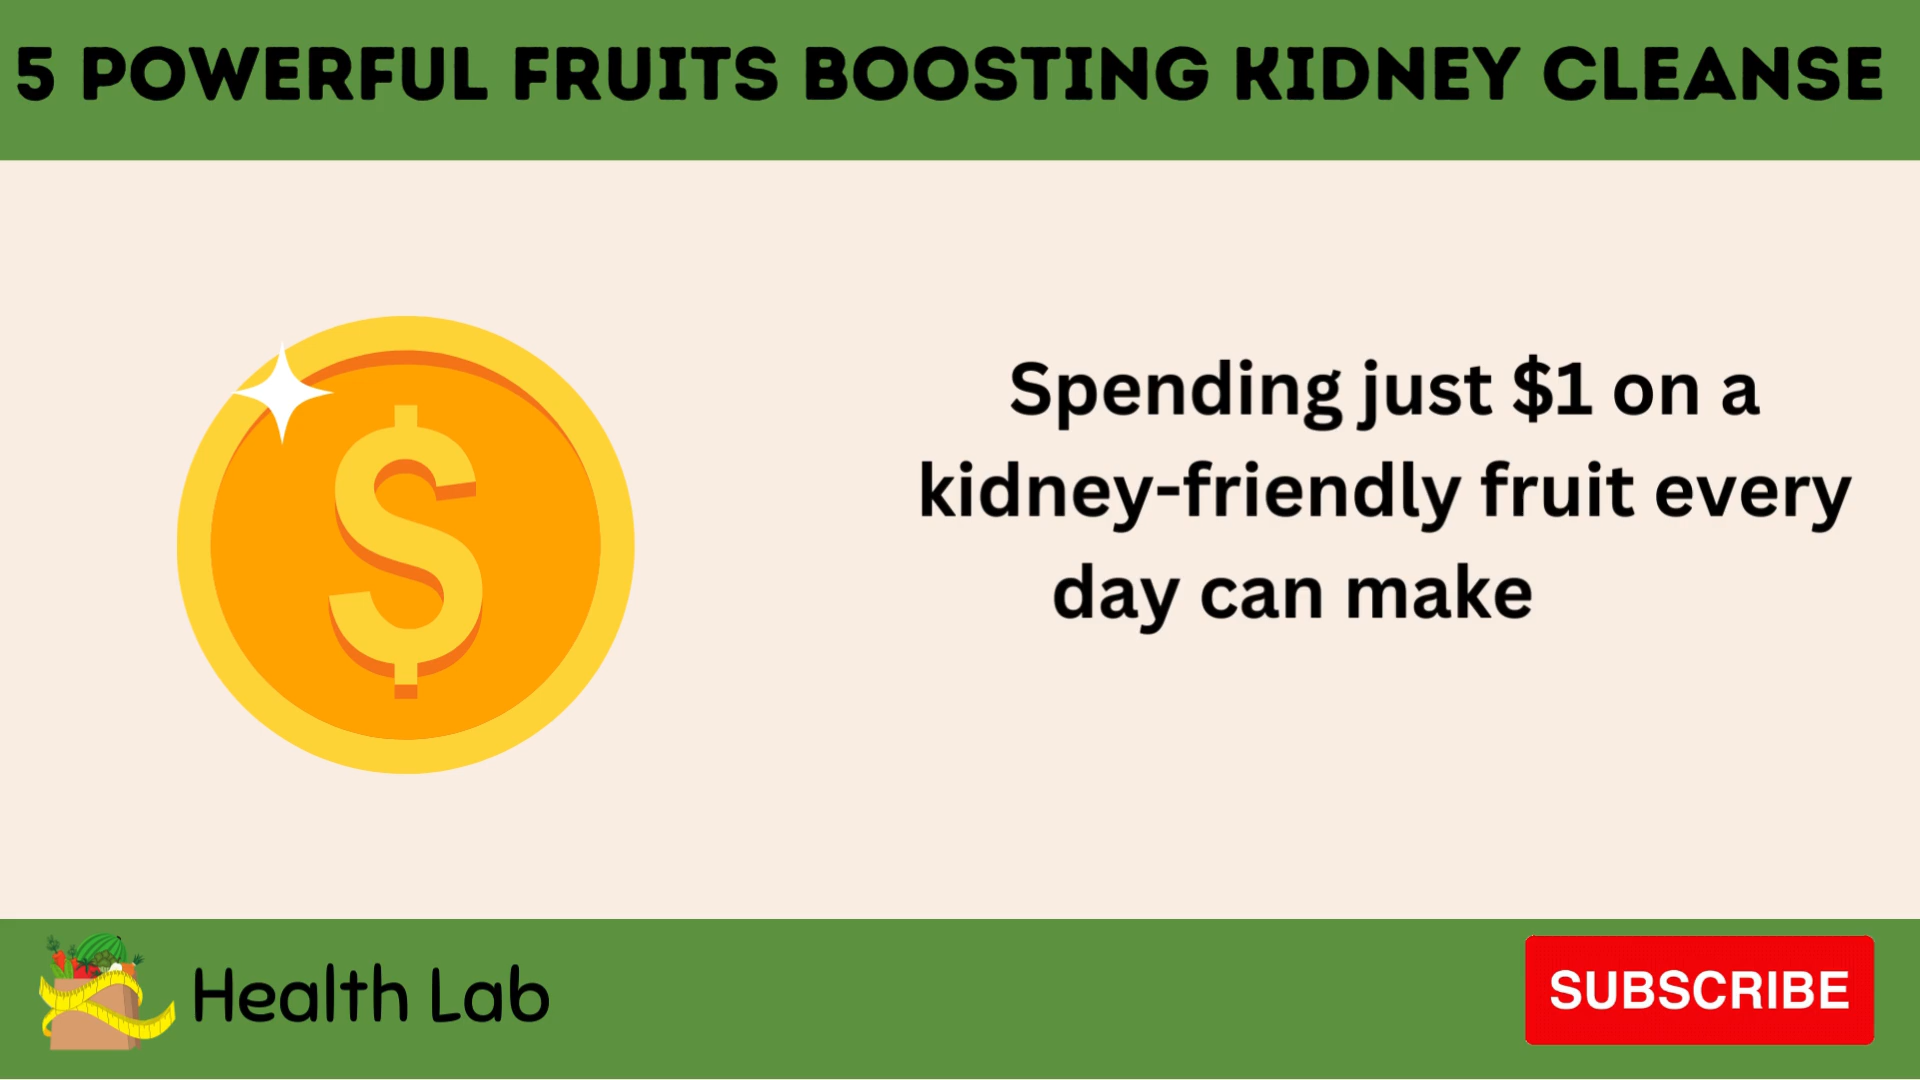 5 POWERFUL FRUITS BOOSTING KIDNEY CLEANSE
$
Spending just $1 on a
kidney-friendly fruit every
day can make
Health Lab
SUBSCRIBE